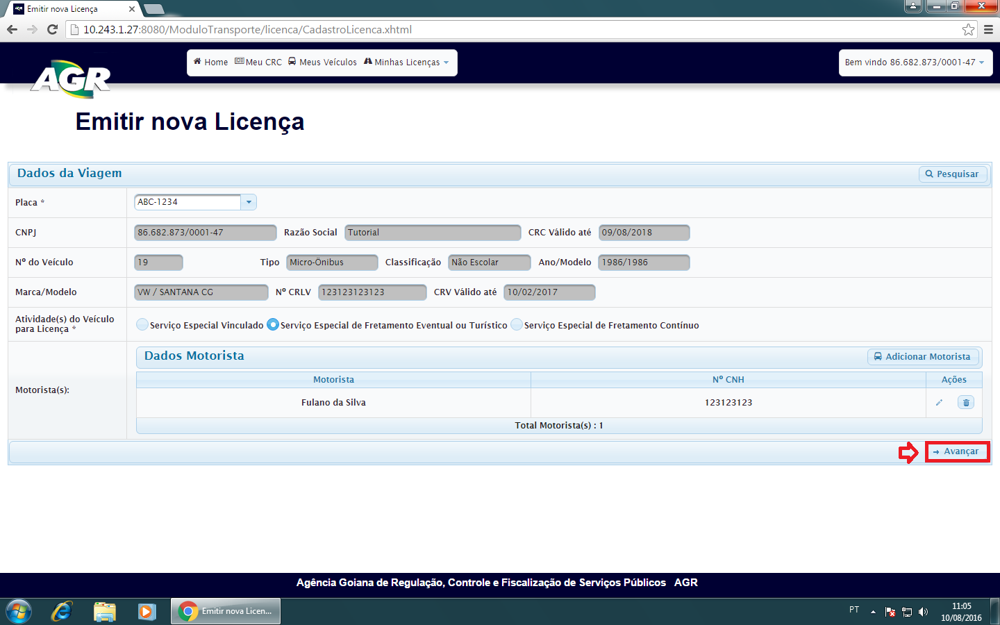 AGR Emitir nova Licença
10.243.1.27:8080/ModuloTransporte/licenca/CadastroLicenca.xhtml
AGR
Home Meu CRC Meus Veículos Minhas Licenças
Bem vindo 86.682.873/0001-47
Emitir nova Licença
Dados da Viagem Pesquisar
Placa * ABC-1234
CNPJ 86.682.873/0001-47 Razão Social Tutorial CRC Válido até 09/08/2018
Nº do Veículo 19 Tipo Micro-Ônibus Classificação Não Escolar Ano/Modelo 1986/1986
Marca/Modelo VW / SANTANA CG Nº CRLV 123123123123 CRV Válido até 10/02/2017
Atividade(s) do Veículo
para Licença *
Serviço Especial Vinculado Serviço Especial de Fretamento Eventual ou Turístico Serviço Especial de Fretamento Contínuo
Motorista(s):
Dados Motorista Adicionar Motorista
Motorista Nº CNH Ações
Fulano da Silva 123123123
Total Motorista(s) : 1
Avançar
Agência Goiana de Regulação, Controle e Fiscalização de Serviços Públicos AGR
Emitir nova Licen...
PT
11:05
10/08/2016